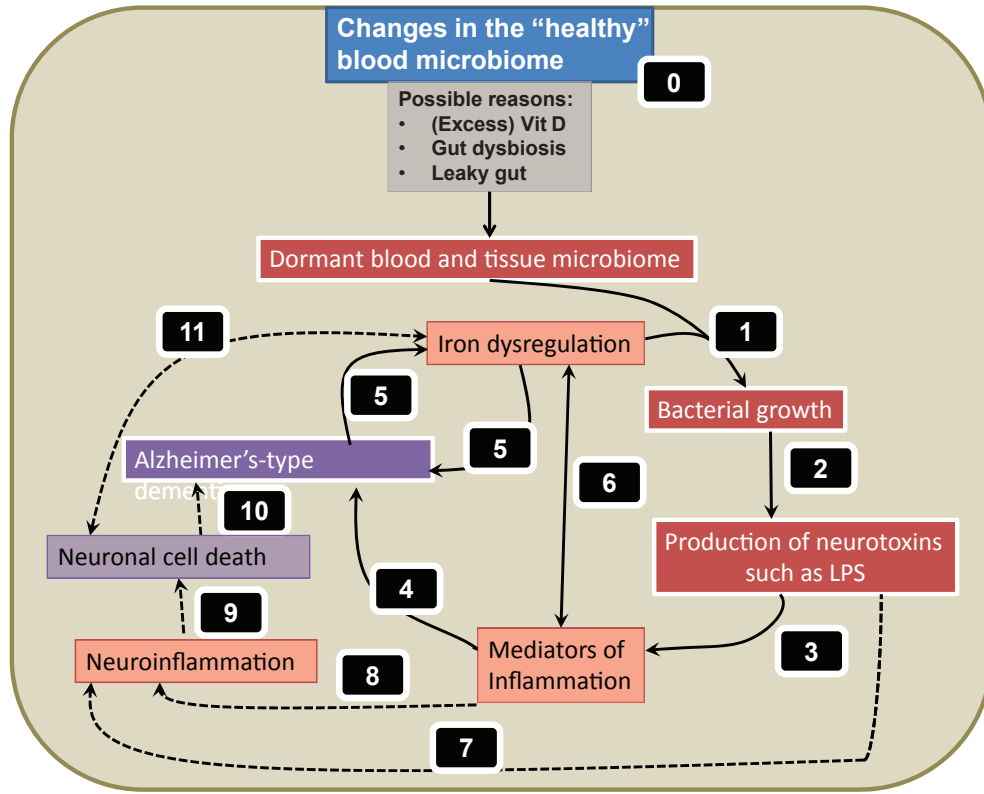 Changes in the “healthy”
blood microbiome
0
Possible reasons:
• (Excess) Vit D
• Gut dysbiosis
• Leaky gut
Dormant blood and tissue microbiome
11
Iron dysregulation
1
5
Bacterial growth
Alzheimer’s-type
5
2
6
10
Neuronal cell death
Production of neurotoxins
such as LPS
4
9
3
Neuroinflammation
Mediators of
Inflammation
8
7